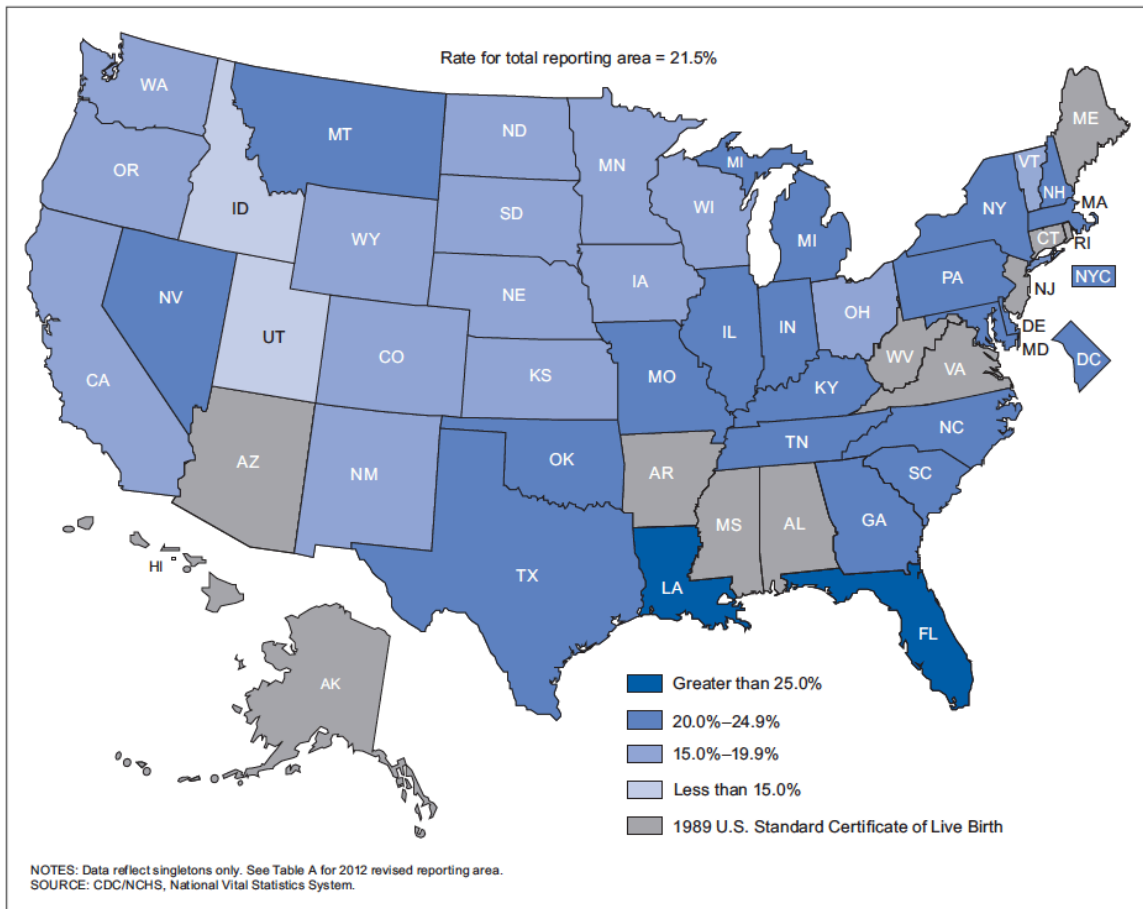 Rate for total reporting area = 21.5%
WA
MT
ND
MN
MI
ME
VT
NH
OR
ID
SD
WI
NY
MA
WY
MI
CT
RI
NV
NE
IA
PA
NJ
NYC
UT
IL
IN
OH
DE
MD
DC
CA
CO
KS
MO
WV
VA
KY
AZ
NM
OK
AR
TN
NC
SC
MS
AL
GA
HI
TX
LA
FL
AK
Greater than 25.0%
20.0%–24.9%
15.0%–19.9%
Less than 15.0%
1989 U.S. Standard Certificate of Live Birth
NOTES: Data reflect singletons only. See Table A for 2012 revised reporting area.
SOURCE: CDC/NCHS, National Vital Statistics System.